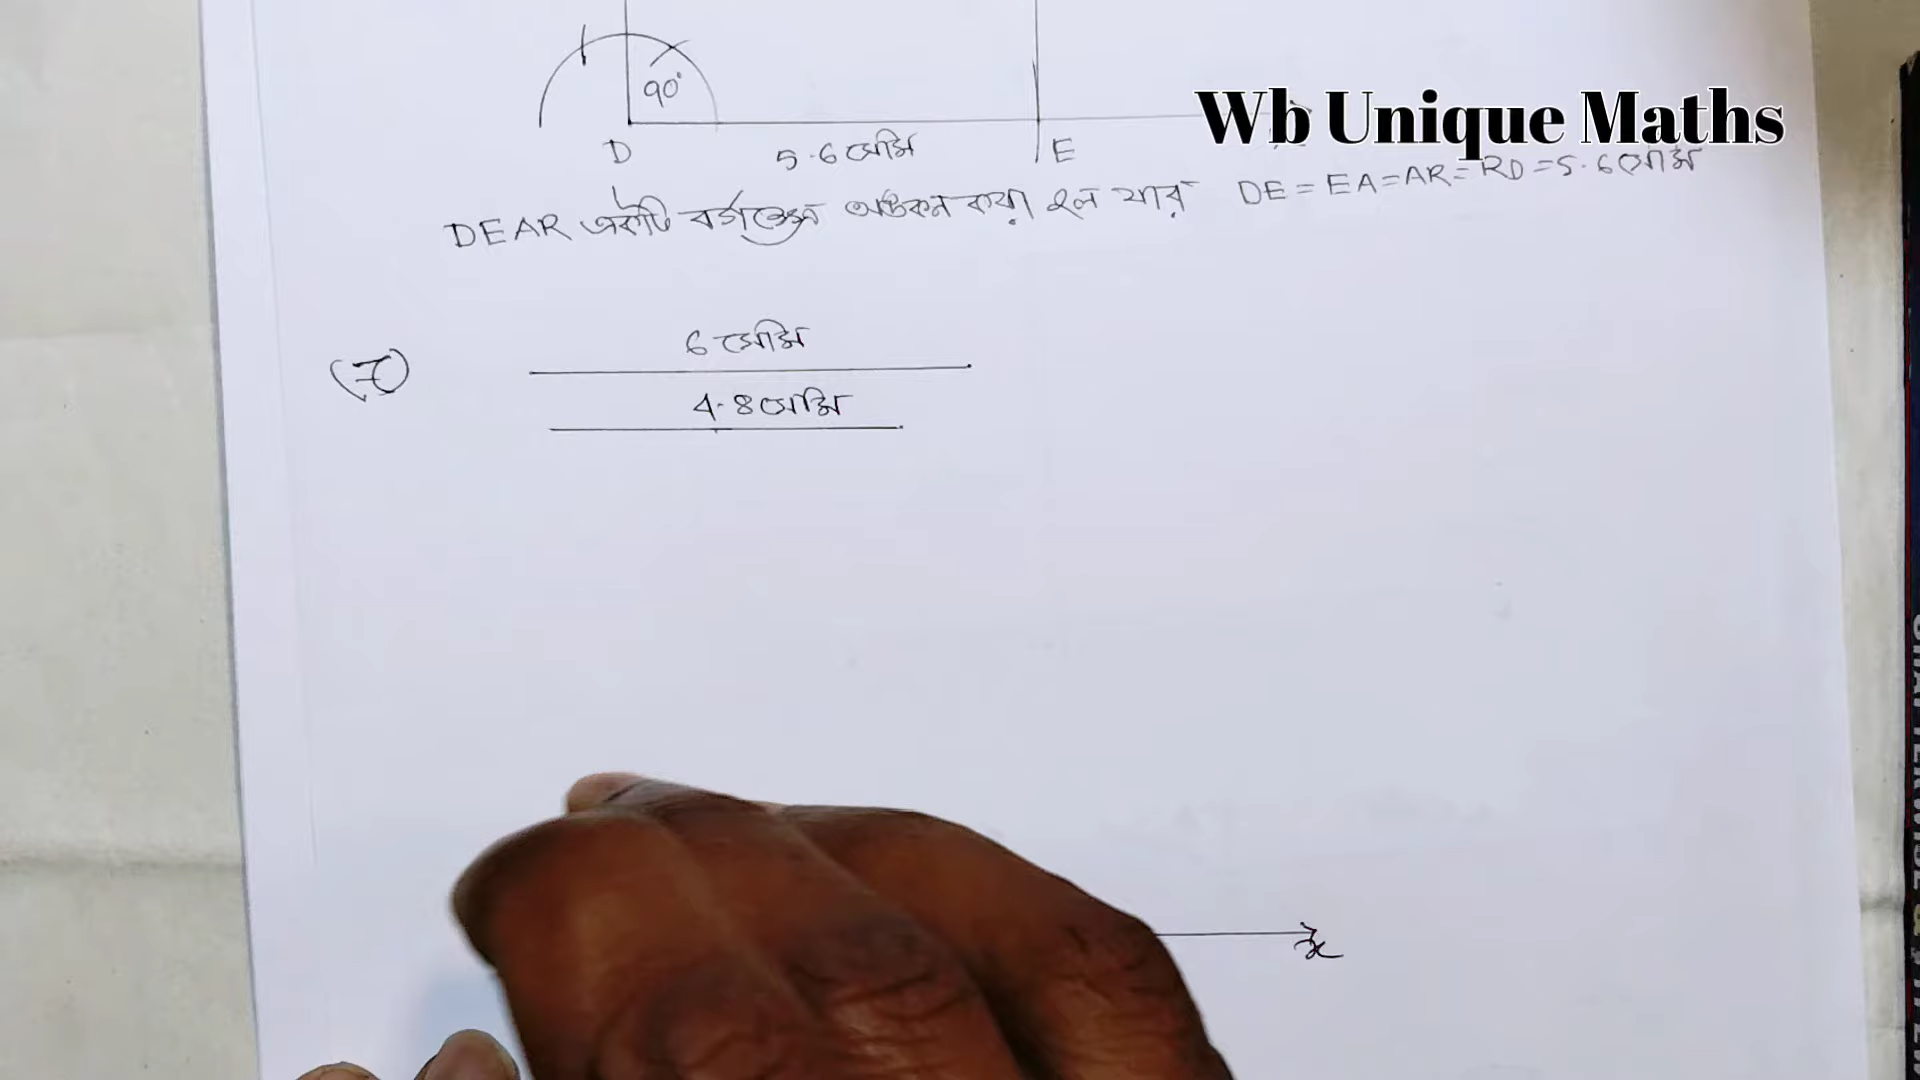 90°
Wb Unique Maths
D 5.6 সেমি E
DEAR একটি বর্গক্ষেত্র অঙ্কন করা হল যার DE = EA = AR = RD = 5.6 সেমি
(7) 6 সেমি
4.8 সেমি
x